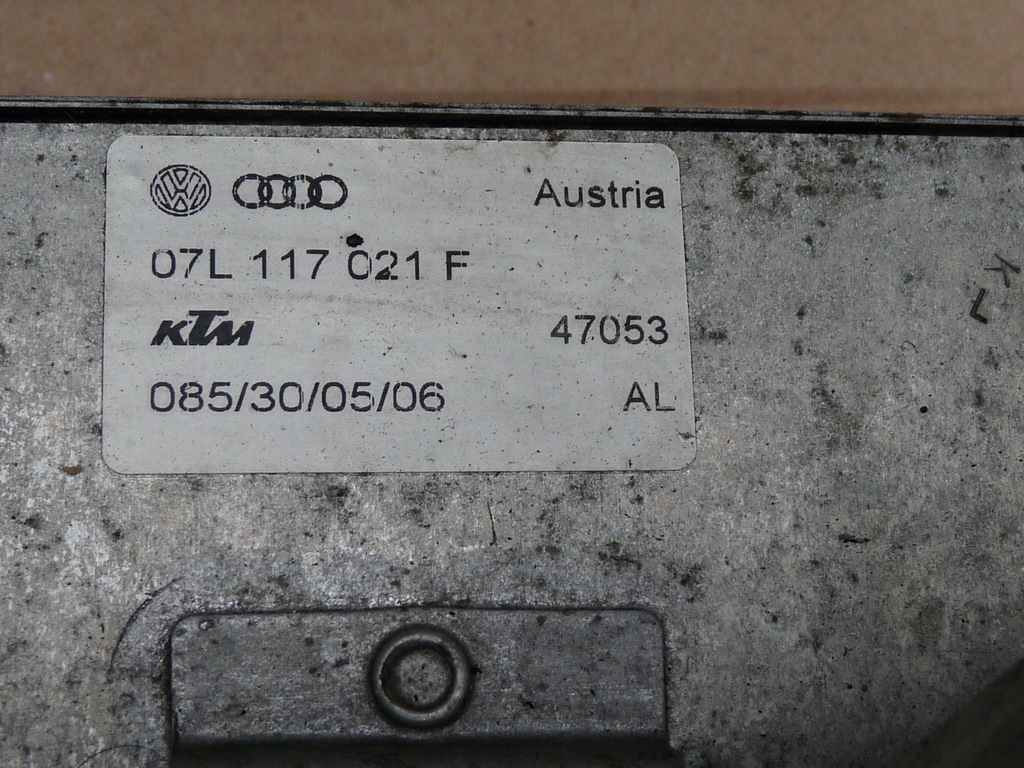 Austria
07L 117 021 F
KTM 47053
085/30/05/06 AL
K L